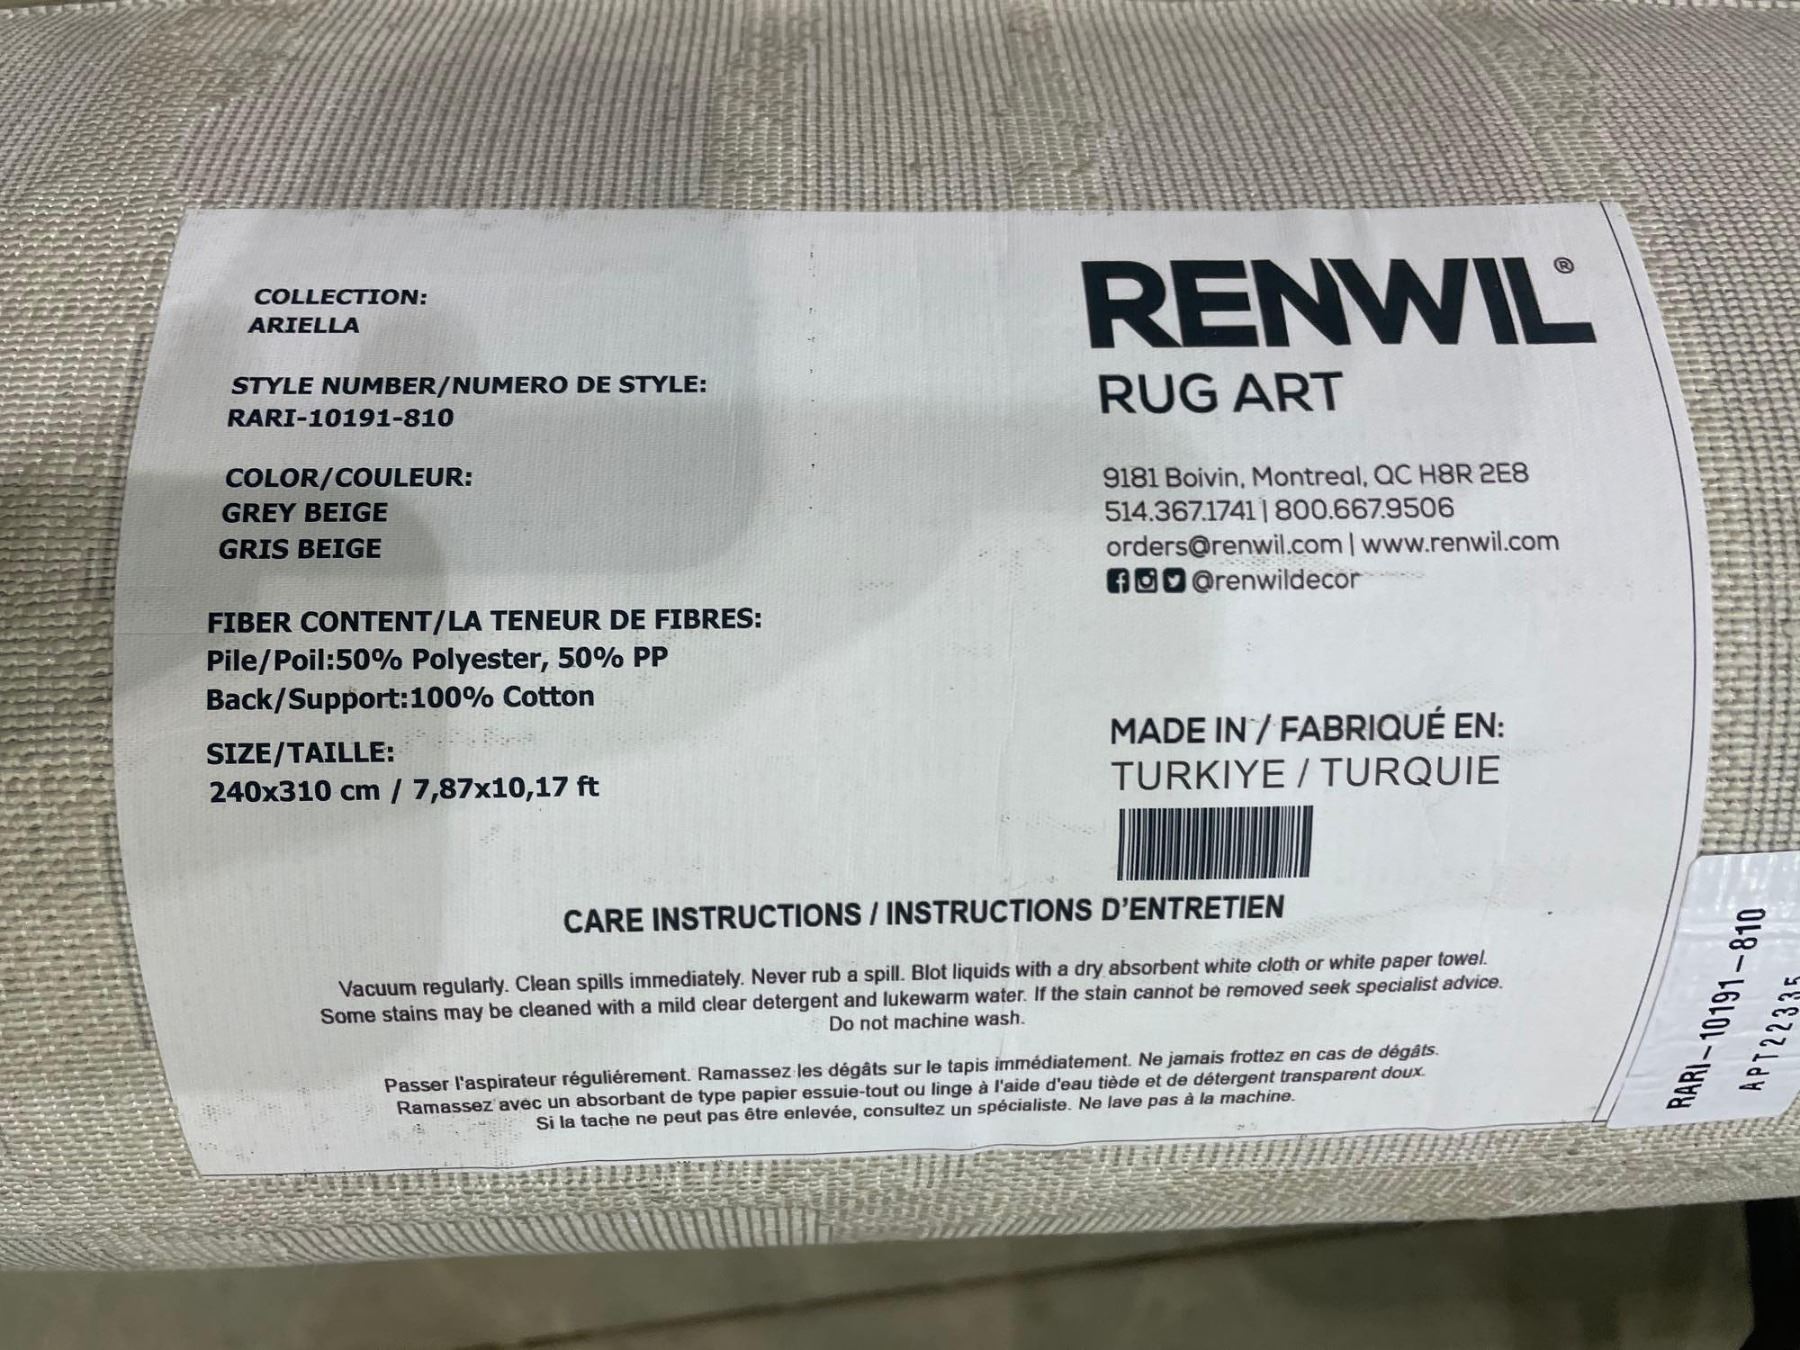 COLLECTION:
ARIELLA
STYLE NUMBER/NUMERO DE STYLE:
RARI-10191-810
COLOR/COULEUR:
GREY BEIGE
GRIS BEIGE
FIBER CONTENT/LA TENEUR DE FIBRES:
Pile/Poil:50% Polyester, 50% PP
Back/Support:100% Cotton
SIZE/TAILLE:
240x310 cm / 7,87x10,17 ft
RENWIL®
RUG ART
9181 Boivin, Montreal, QC H8R 2E8
514.367.1741 | 800.667.9506
orders@renwil.com | www.renwil.com
@renwildecor
MADE IN / FABRIQUÉ EN:
TURKIYE / TURQUIE
CARE INSTRUCTIONS / INSTRUCTIONS D'ENTRETIEN
Vacuum regularly. Clean spills immediately. Never rub a spill. Blot liquids with a dry absorbent white cloth or white paper towel.
Some stains may be cleaned with a mild clear detergent and lukewarm water. If the stain cannot be removed seek specialist advice.
Do not machine wash.
Passer l'aspirateur réguliérement. Ramassez les dégâts sur le tapis immédiatement. Ne jamais frottez en cas de dégâts.
Ramassez avec un absorbant de type papier essuie-tout ou linge à l'aide d'eau tiède et de détergent transparent doux.
Si la tache ne peut pas être enlevée, consultez un spécialiste. Ne lave pas à la machine.
RARI-10191-810
APT22335